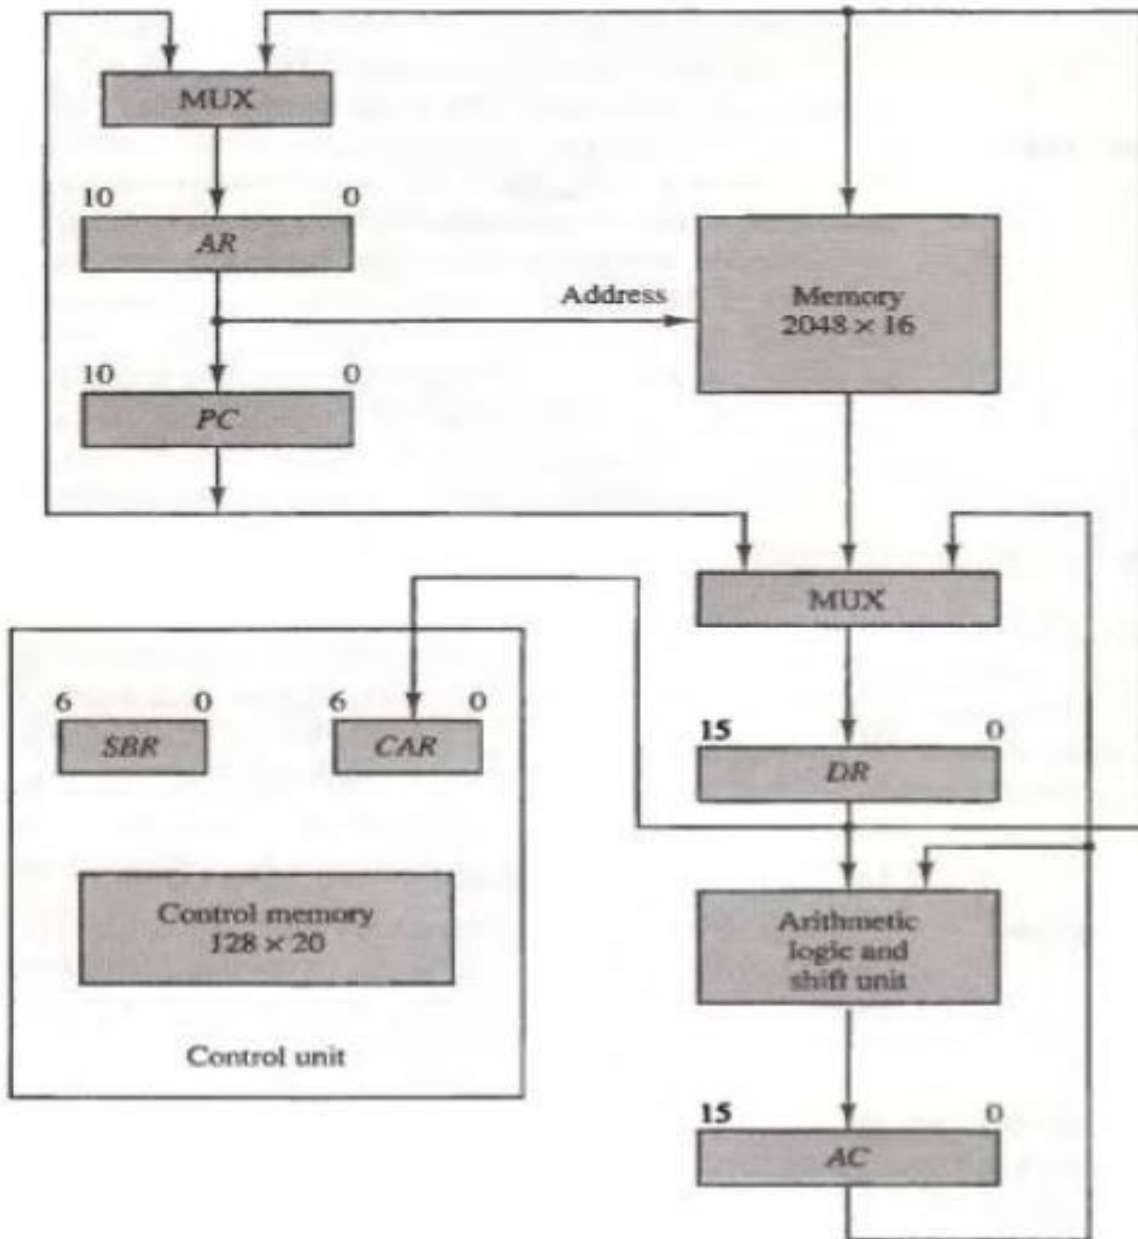 MUX
10 0
AR
Address
Memory
2048 × 16
10 0
PC
MUX
6 0
SBR
6 0
CAR
15 0
DR
Control memory
128 × 20
Arithmetic
logic and
shift unit
Control unit
15 0
AC